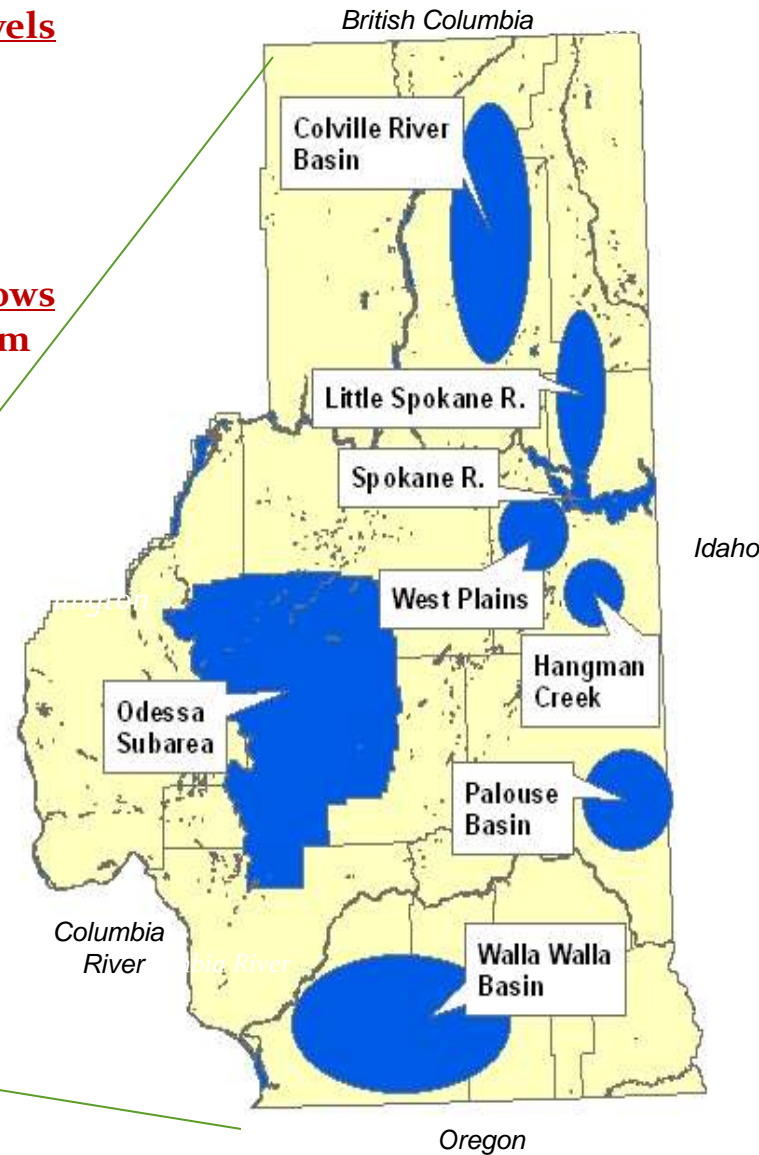 British Columbia
Colville River
Basin
Little Spokane R.
Spokane R.
Idaho
West Plains
Hangman
Creek
Odessa
Subarea
Palouse
Basin
Columbia
River
Walla Walla
Basin
Oregon